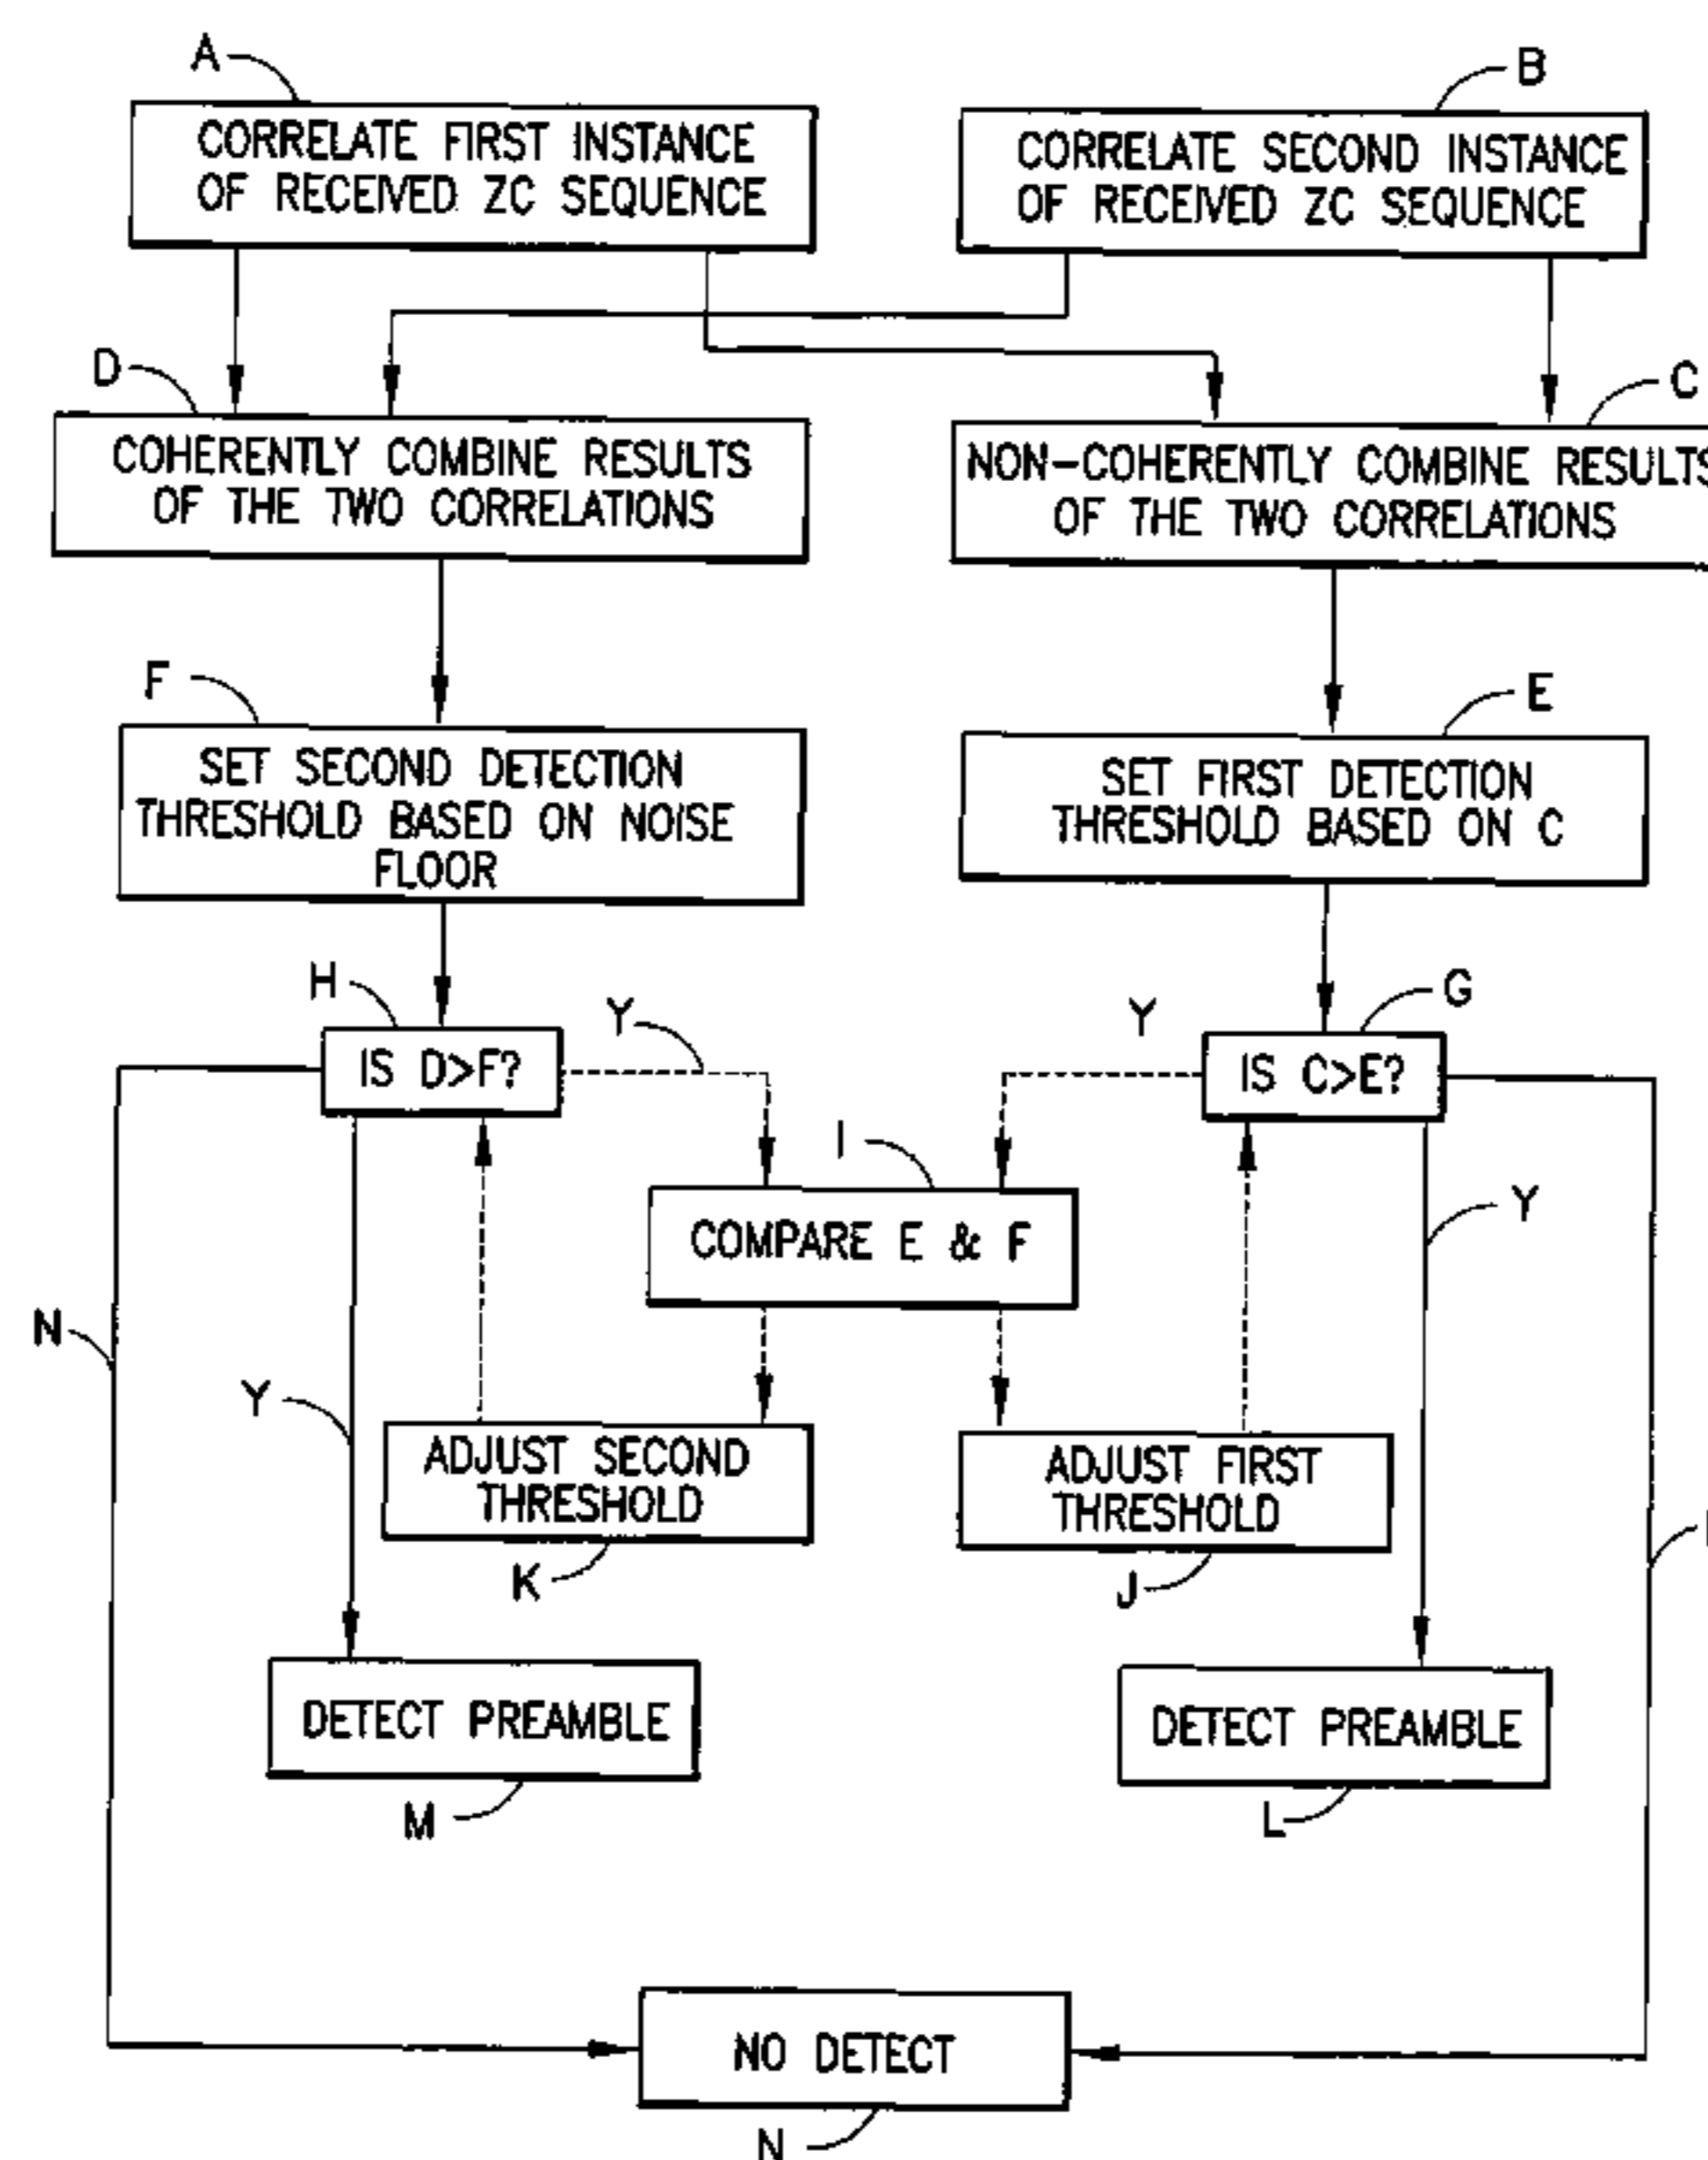 A
B
CORRELATE FIRST INSTANCE
OF RECEIVED ZC SEQUENCE
CORRELATE SECOND INSTANCE
OF RECEIVED ZC SEQUENCE
D
C
COHERENTLY COMBINE RESULTS
OF THE TWO CORRELATIONS
NON-COHERENTLY COMBINE RESULTS
OF THE TWO CORRELATIONS
F
E
SET SECOND DETECTION
THRESHOLD BASED ON NOISE
FLOOR
SET FIRST DETECTION
THRESHOLD BASED ON C
H
Y
Y
G
IS D>F?
IS C>E?
I
Y
COMPARE E & F
N
Y
ADJUST SECOND
THRESHOLD
ADJUST FIRST
THRESHOLD
K
J
DETECT PREAMBLE
DETECT PREAMBLE
M
L
NO DETECT
N